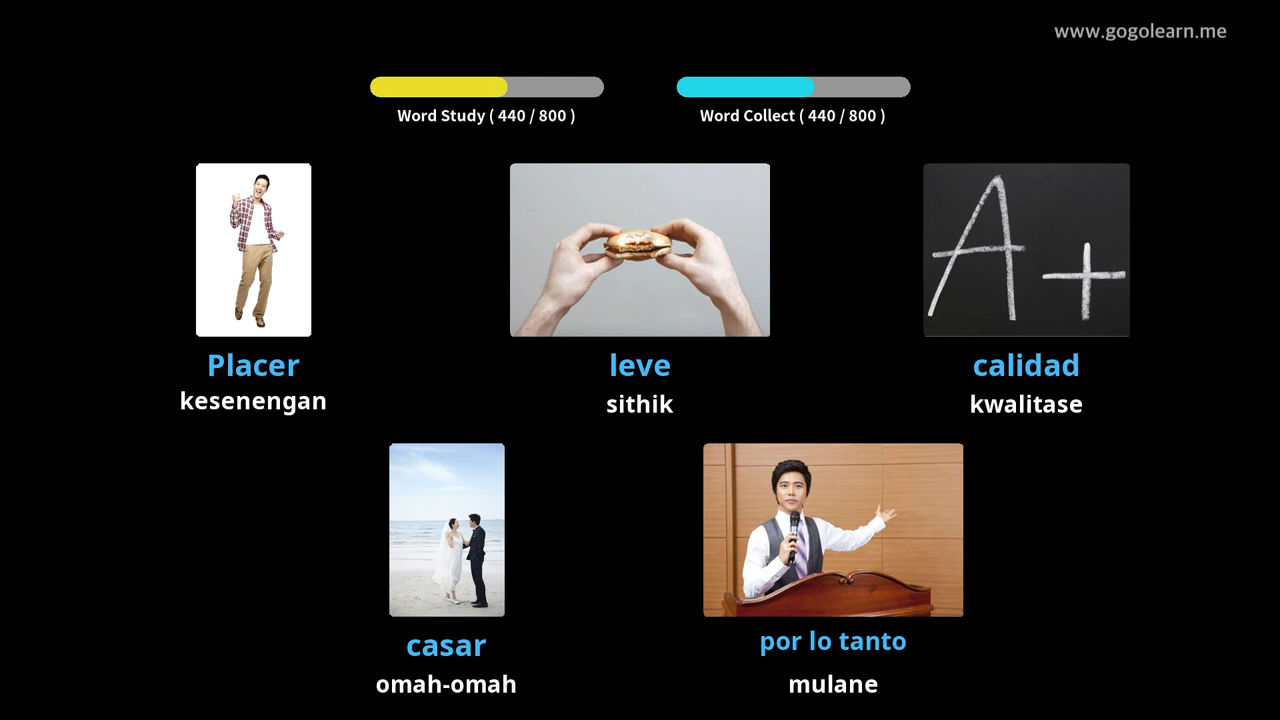 www.gogolearn.me
Word Study ( 440 / 800 )
Word Collect ( 440 / 800 )
A+
Placer
kesenengan
leve
sithik
calidad
kwalitase
casar
omah-omah
por lo tanto
mulane